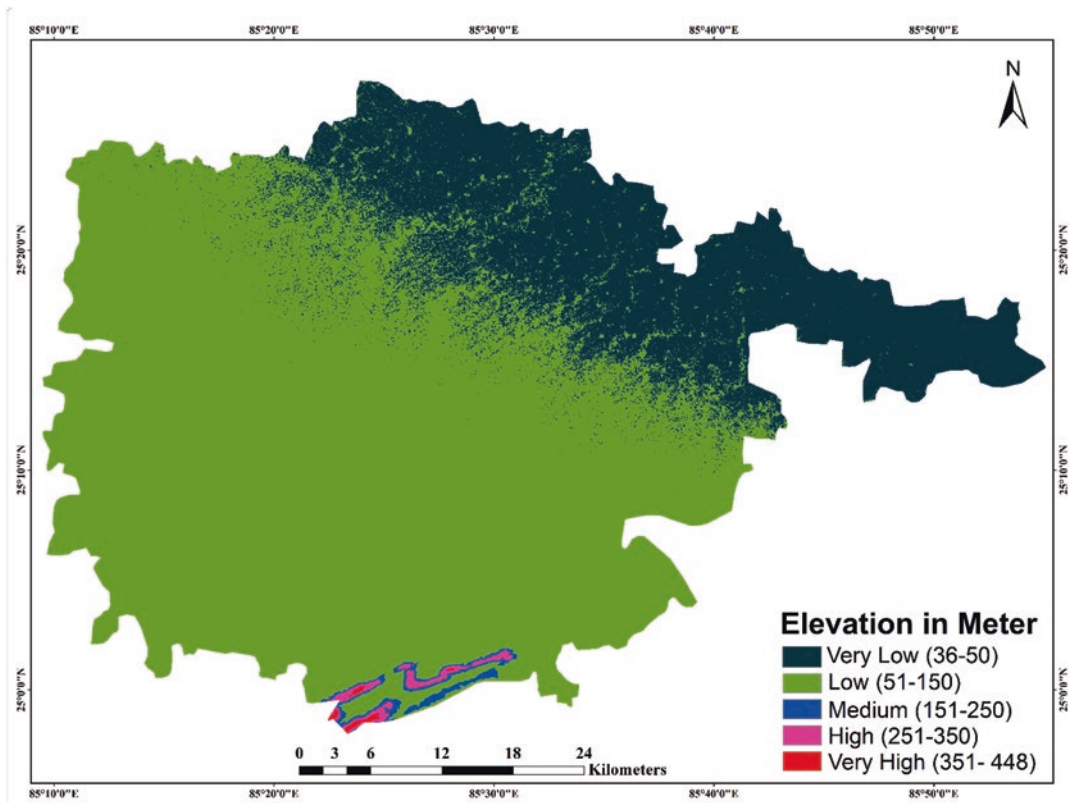 85°10'0"E 85°20'0"E 85°30'0"E 85°40'0"E 85°50'0"E
N
25°20'0"N 25°20'0"N
25°10'0"N 25°10'0"N
25°0'0"N 25°0'0"N
Elevation in Meter
Very Low (36-50)
Low (51-150)
Medium (151-250)
High (251-350)
Very High (351- 448)
0 3 6 12 18 24
Kilometers
85°10'0"E 85°20'0"E 85°30'0"E 85°40'0"E 85°50'0"E